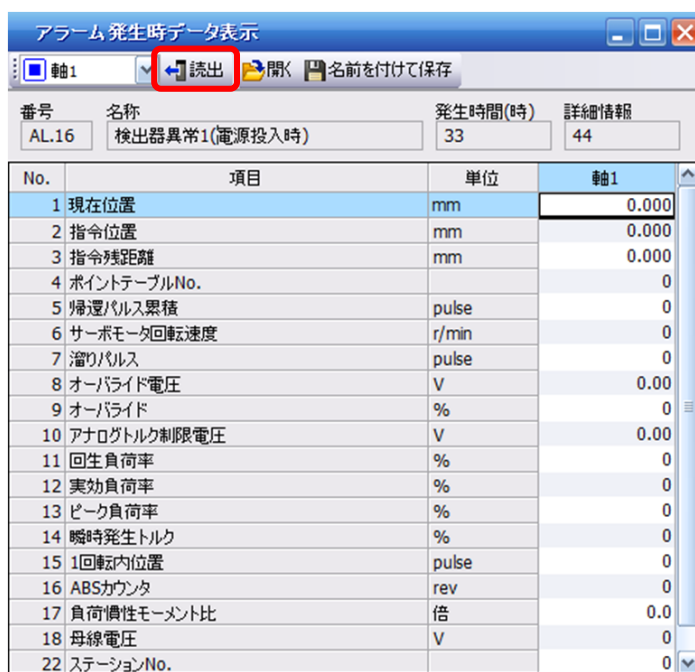 アラーム発生時データ表示
軸1 読出 開く 名前を付けて保存
番号 名称 発生時間(時) 詳細情報
AL.16 検出器異常1(電源投入時) 33 44
No. 項目 単位 軸1
1 現在位置 mm 0.000
2 指令位置 mm 0.000
3 指令残距離 mm 0.000
4 ポイントテーブルNo. 0
5 帰還パルス累積 pulse 0
6 サーボモータ回転速度 r/min 0
7 溜りパルス pulse 0
8 オーバライド電圧 V 0.00
9 オーバライド % 0
10 アナログトルク制限電圧 V 0.00
11 回生負荷率 % 0
12 実効負荷率 % 0
13 ピーク負荷率 % 0
14 瞬時発生トルク % 0
15 1回転内位置 pulse 0
16 ABSカウンタ rev 0
17 負荷慣性モーメント比 倍 0.0
18 母線電圧 V 0
22 ステーションNo. 0